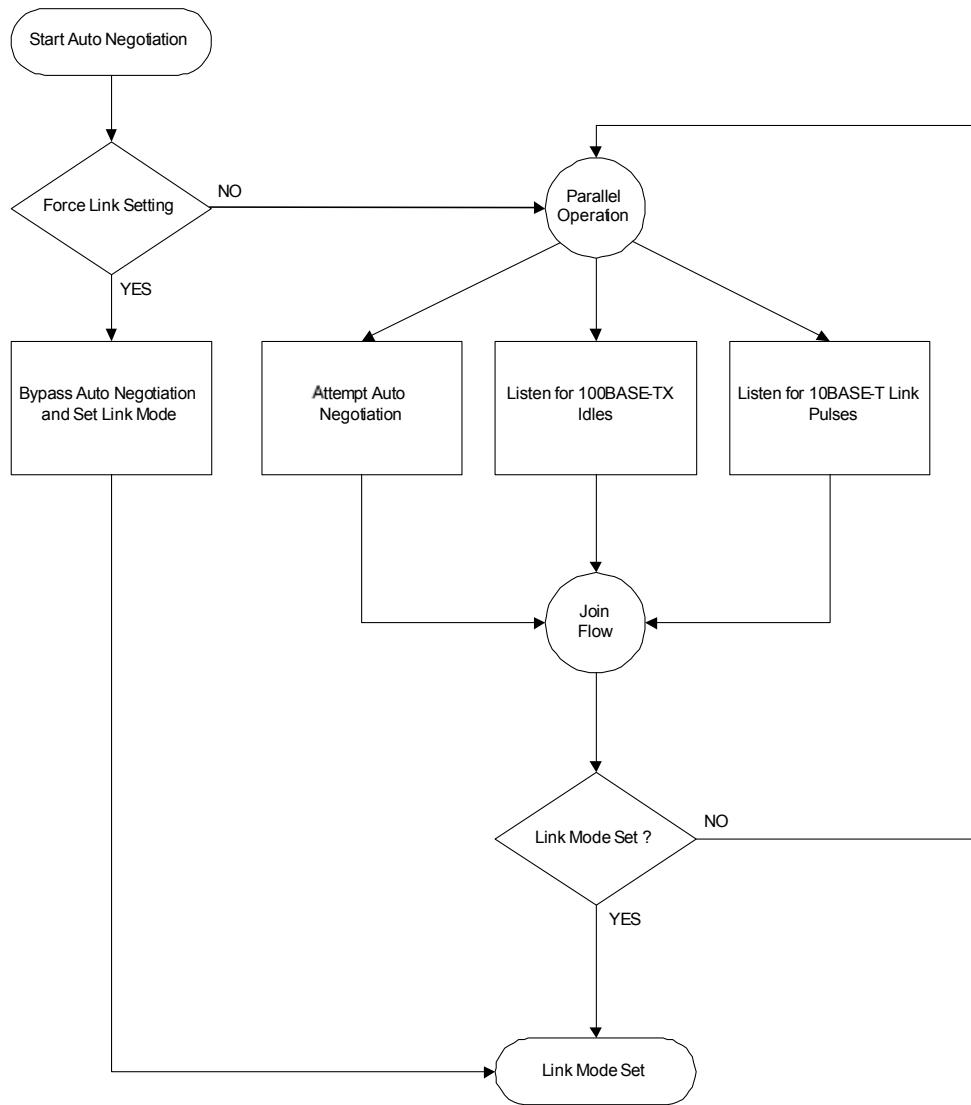 Start Auto Negotiation
Force Link Setting
NO
YES
Parallel
Operation
Bypass Auto Negotiation
and Set Link Mode
Attempt Auto
Negotiation
Listen for 100BASE-TX
Idles
Listen for 10BASE-T Link
Pulses
Join
Flow
Link Mode Set ?
NO
YES
Link Mode Set